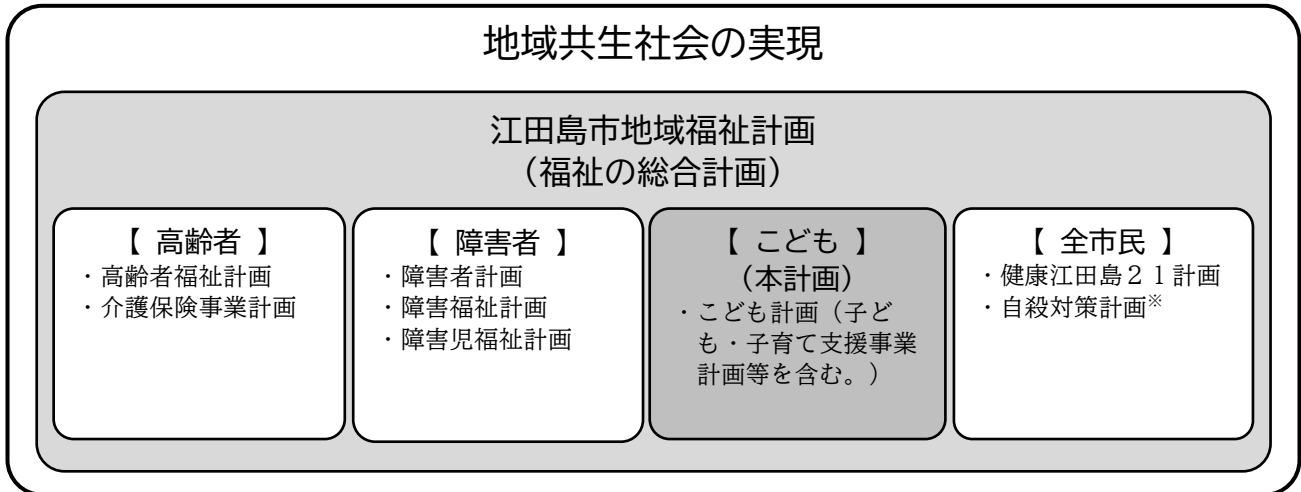 地域共生社会の実現
江田島市地域福祉計画
（福祉の総合計画）
【 高齢者 】
・高齢者福祉計画
・介護保険事業計画
【 障害者 】
・障害者計画
・障害福祉計画
・障害児福祉計画
【 こども 】
（本計画）
・こども計画（子ど
も・子育て支援事業
計画等を含む。）
【 全市民 】
・健康江田島２１計画
・自殺対策計画※